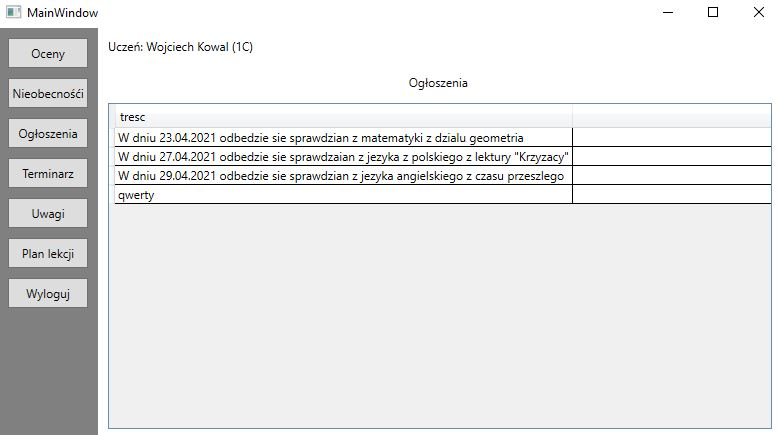 MainWindow
Oceny
Nieobecnośći
Ogłoszenia
Terminarz
Uwagi
Plan lekcji
Wyloguj
Uczeń: Wojciech Kowal (1C)
Ogłoszenia
tresc
W dniu 23.04.2021 odbedzie sie sprawdzian z matematyki z dzialu geometria
W dniu 27.04.2021 odbedzie sie sprawdzaian z jezyka z polskiego z lektury "Krzyzacy"
W dniu 29.04.2021 odbedzie sie sprawdzian z jezyka angielskiego z czasu przeszlego
qwerty